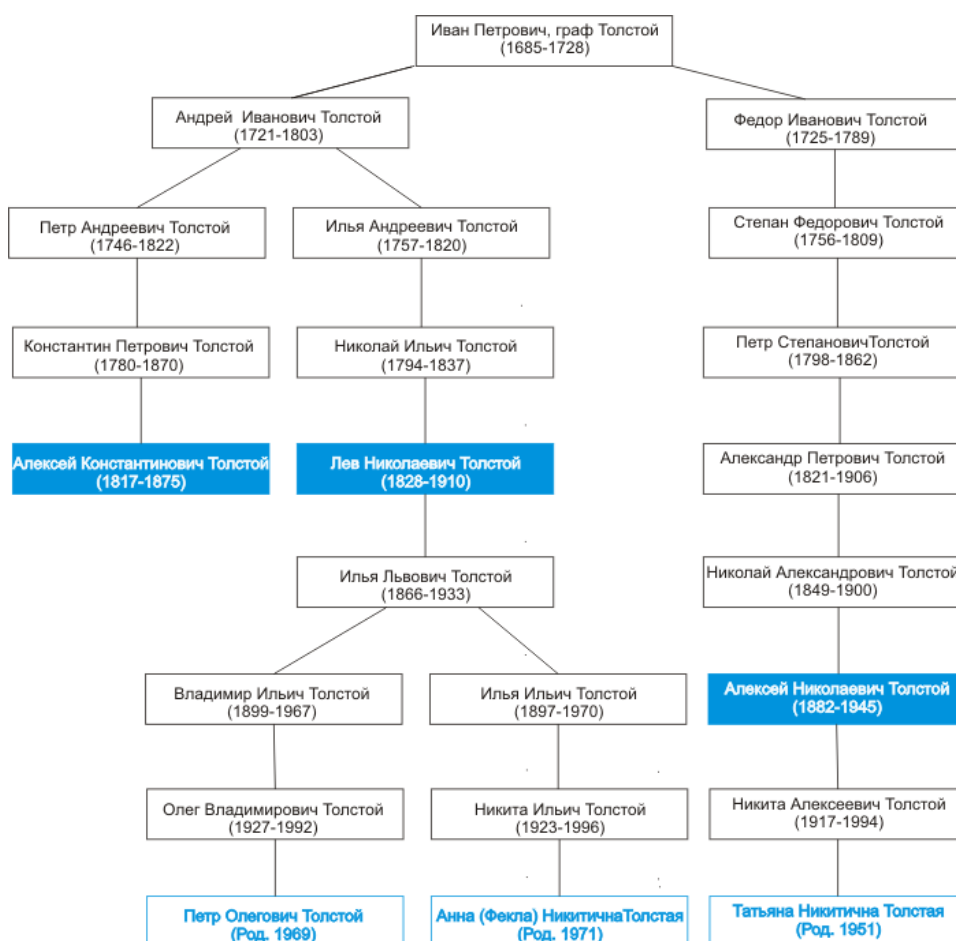 Иван Петрович, граф Толстой
(1685-1728)
Андрей Иванович Толстой
(1721-1803)
Федор Иванович Толстой
(1725-1789)
Петр Андреевич Толстой
(1746-1822)
Илья Андреевич Толстой
(1757-1820)
Степан Федорович Толстой
(1756-1809)
Константин Петрович Толстой
(1780-1870)
Николай Ильич Толстой
(1794-1837)
Петр СтепановичТолстой
(1798-1862)
Алексей Константинович Толстой
(1817-1875)
Лев Николаевич Толстой
(1828-1910)
Александр Петрович Толстой
(1821-1906)
Илья Львович Толстой
(1866-1933)
Николай Александрович Толстой
(1849-1900)
Владимир Ильич Толстой
(1899-1967)
Илья Ильич Толстой
(1897-1970)
Алексей Николаевич Толстой
(1882-1945)
Олег Владимирович Толстой
(1927-1992)
Никита Ильич Толстой
(1923-1996)
Никита Алексеевич Толстой
(1917-1994)
Петр Олегович Толстой
(Род. 1969)
Анна (Фекла) НикитичнаТолстая
(Род. 1971)
Татьяна Никитична Толстая
(Род. 1951)